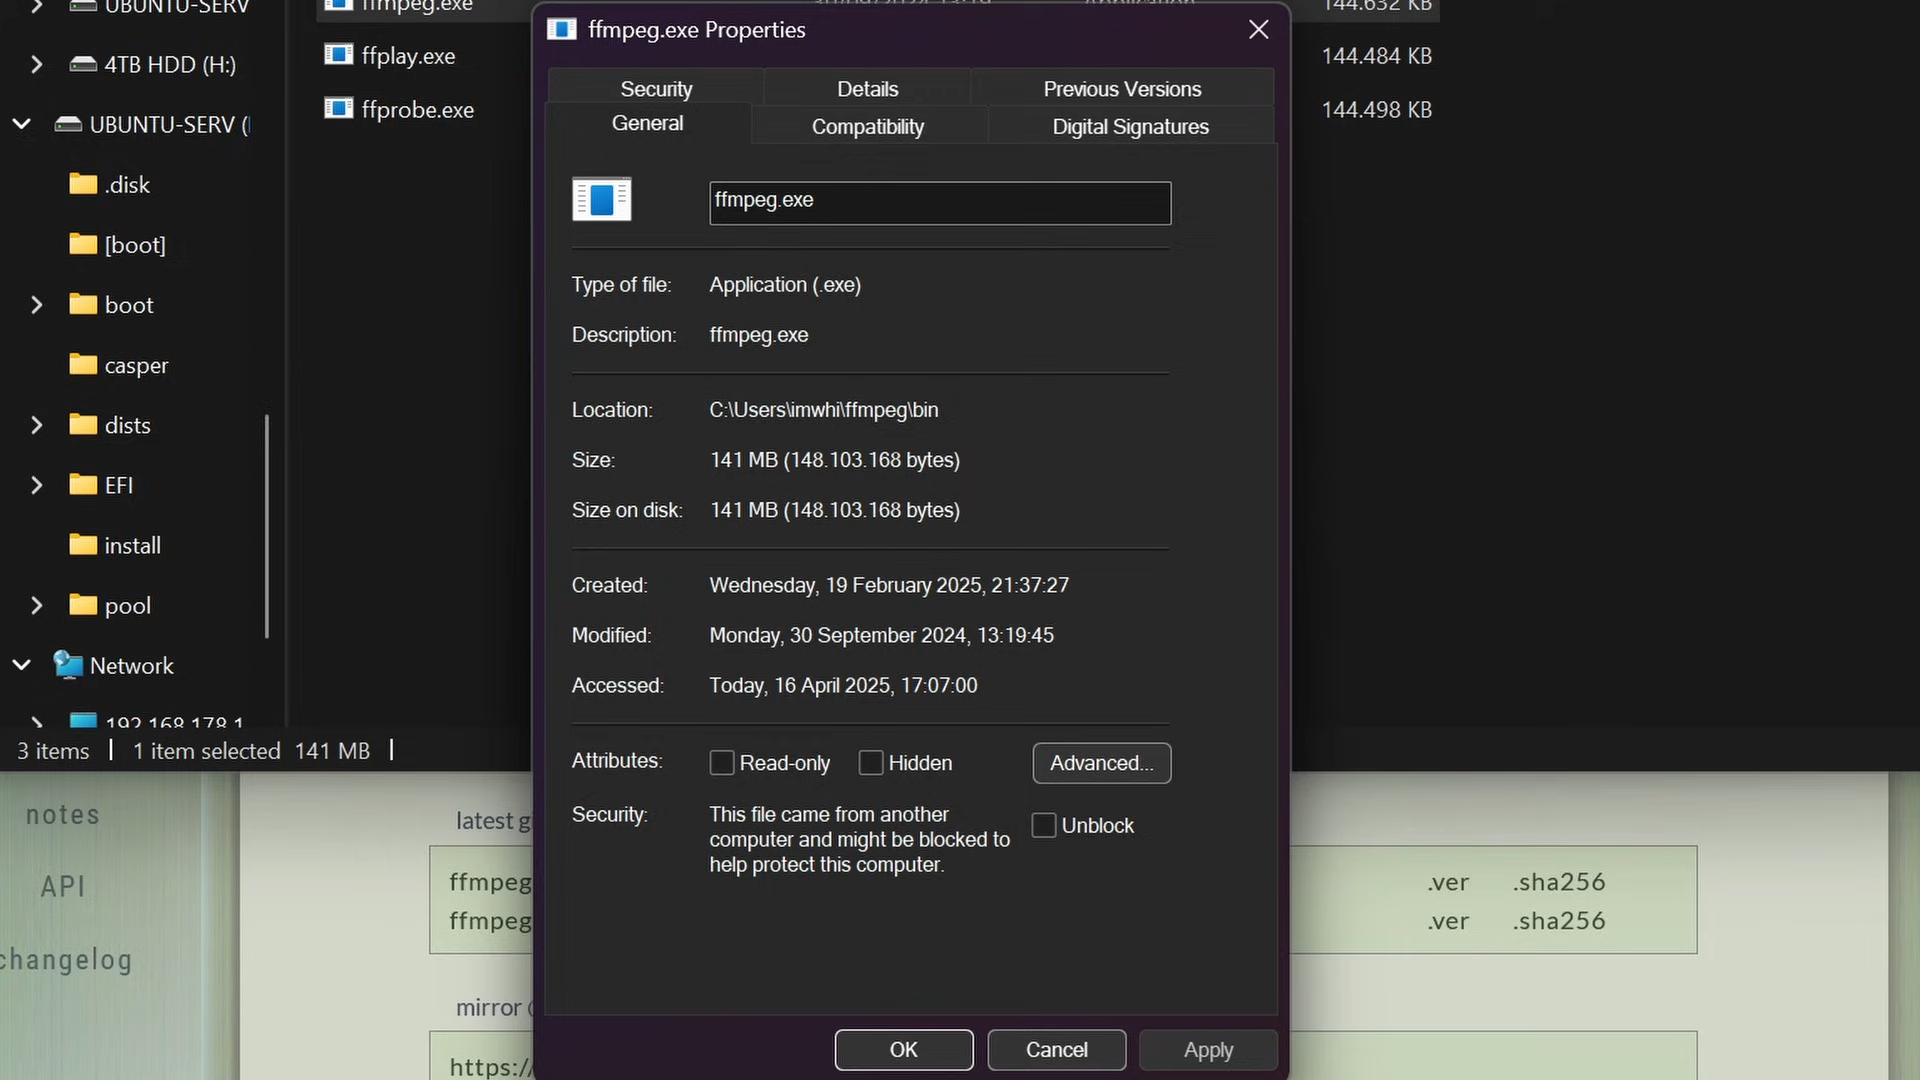 UBUNTU-SERV
4TB HDD (H:)
UBUNTU-SERV (
.disk
[boot]
boot
casper
dists
EFI
install
pool
Network
192.168.178.1
3 items
1 item selected 141 MB
ffmpeg.exe
144.632 KB
ffplay.exe
144.484 KB
ffprobe.exe
144.498 KB
ffmpeg.exe Properties
Security
Details
Previous Versions
General
Compatibility
Digital Signatures
ffmpeg.exe
Type of file: Application (.exe)
Description: ffmpeg.exe
Location: C:\Users\imwhi\ffmpeg\bin
Size: 141 MB (148.103.168 bytes)
Size on disk: 141 MB (148.103.168 bytes)
Created: Wednesday, 19 February 2025, 21:37:27
Modified: Monday, 30 September 2024, 13:19:45
Accessed: Today, 16 April 2025, 17:07:00
Attributes: Read-only Hidden Advanced...
Security: This file came from another
computer and might be blocked to
help protect this computer.
Unblock
OK
Cancel
Apply
notes
API
changelog
latest
ffmpeg
.ver .sha256
ffmpeg
.ver .sha256
mirror
https://